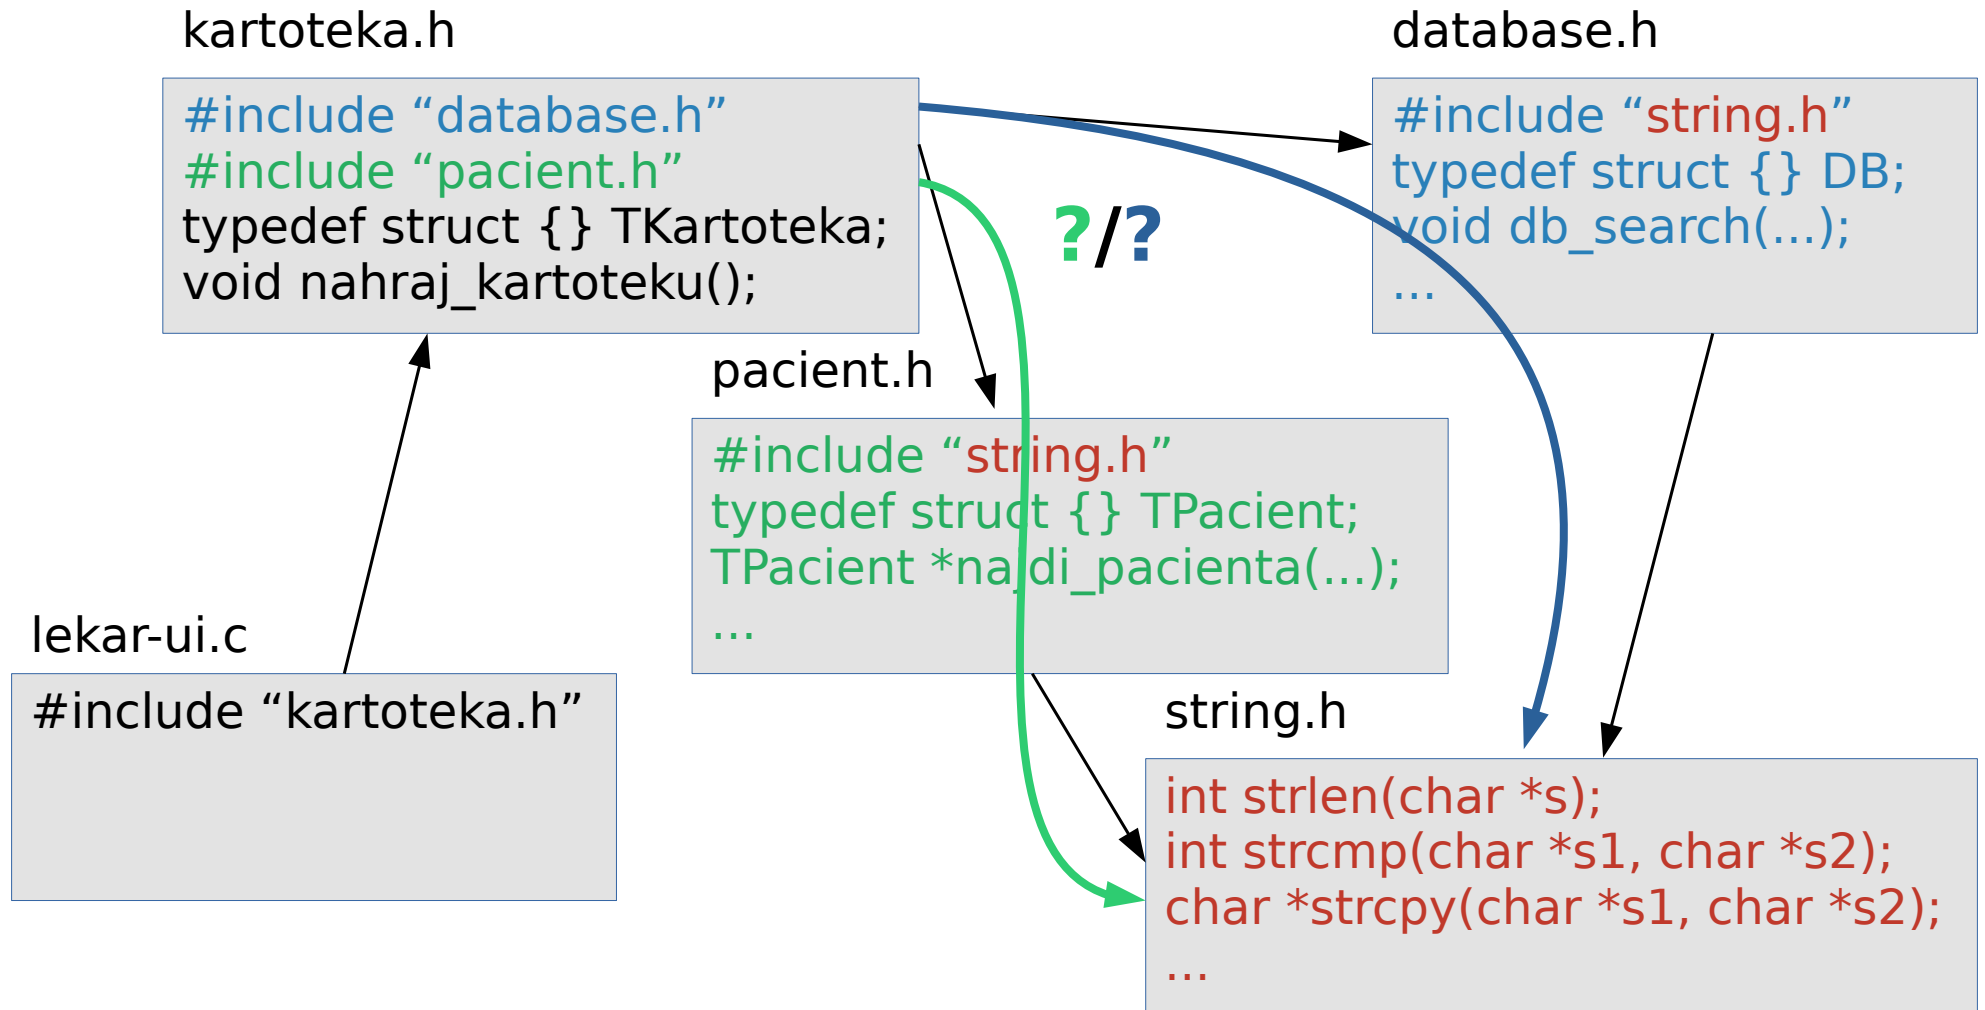 kartoteka.h
#include “database.h”
#include “pacient.h”
typedef struct {} TKartoteka;
void nahraj_kartoteku();
database.h
#include “string.h”
typedef struct {} DB;
void db_search(...);
...
?/?
pacient.h
#include “string.h”
typedef struct {} TPacient;
TPacient *najdi_pacienta(...);
...
lekar-ui.c
#include “kartoteka.h”
string.h
int strlen(char *s);
int strcmp(char *s1, char *s2);
char *strcpy(char *s1, char *s2);
...